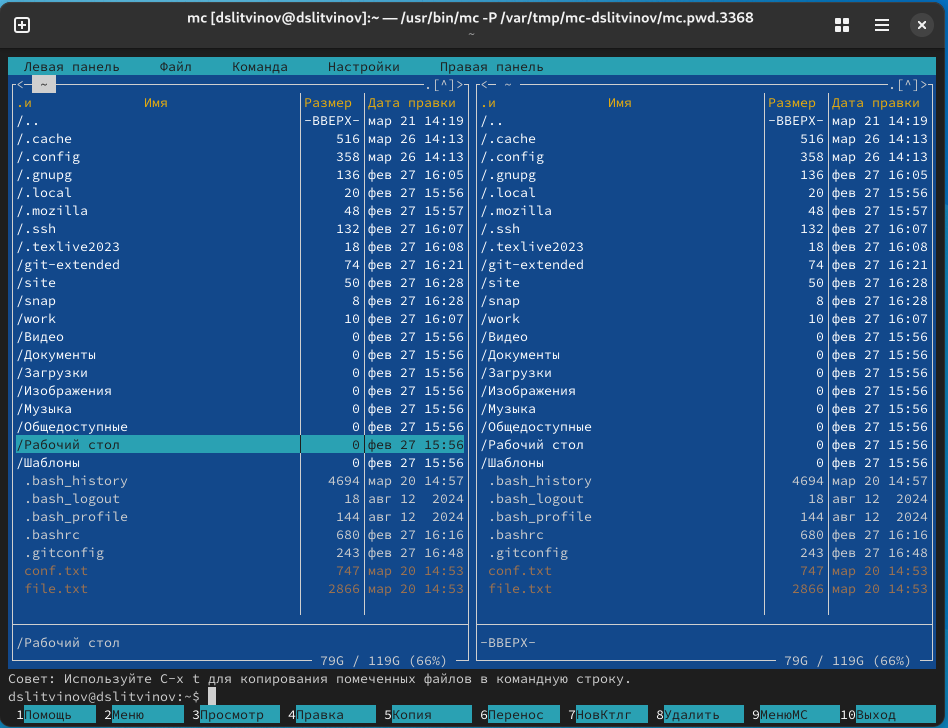 mc [dslitvinov@dslitvinov]:~ — /usr/bin/mc -P /var/tmp/mc-dslitvinov/mc.pwd.3368
~
Левая панель Файл Команда Настройки Правая панель
<─ ~ .[^]> <─ ~ .[^]>
.и Имя Размер Дата правки .и Имя Размер Дата правки
/.. -ВВЕРХ- мар 21 14:19 /.. -ВВЕРХ- мар 21 14:19
/.cache 516 мар 26 14:13 /.cache 516 мар 26 14:13
/.config 358 мар 26 14:13 /.config 358 мар 26 14:13
/.gnupg 136 фев 27 16:05 /.gnupg 136 фев 27 16:05
/.local 20 фев 27 15:56 /.local 20 фев 27 15:56
/.mozilla 48 фев 27 15:57 /.mozilla 48 фев 27 15:57
/.ssh 132 фев 27 16:07 /.ssh 132 фев 27 16:07
/.texlive2023 18 фев 27 16:08 /.texlive2023 18 фев 27 16:08
/git-extended 74 фев 27 16:21 /git-extended 74 фев 27 16:21
/site 50 фев 27 16:28 /site 50 фев 27 16:28
/snap 8 фев 27 16:28 /snap 8 фев 27 16:28
/work 10 фев 27 16:07 /work 10 фев 27 16:07
/Видео 0 фев 27 15:56 /Видео 0 фев 27 15:56
/Документы 0 фев 27 15:56 /Документы 0 фев 27 15:56
/Загрузки 0 фев 27 15:56 /Загрузки 0 фев 27 15:56
/Изображения 0 фев 27 15:56 /Изображения 0 фев 27 15:56
/Музыка 0 фев 27 15:56 /Музыка 0 фев 27 15:56
/Общедоступные 0 фев 27 15:56 /Общедоступные 0 фев 27 15:56
/Рабочий стол 0 фев 27 15:56 /Рабочий стол 0 фев 27 15:56
/Шаблоны 0 фев 27 15:56 /Шаблоны 0 фев 27 15:56
.bash_history 4694 мар 20 14:57 .bash_history 4694 мар 20 14:57
.bash_logout 18 авг 12 2024 .bash_logout 18 авг 12 2024
.bash_profile 144 авг 12 2024 .bash_profile 144 авг 12 2024
.bashrc 680 фев 27 16:16 .bashrc 680 фев 27 16:16
.gitconfig 243 фев 27 16:48 .gitconfig 243 фев 27 16:48
conf.txt 747 мар 20 14:53 conf.txt 747 мар 20 14:53
file.txt 2866 мар 20 14:53 file.txt 2866 мар 20 14:53
/Рабочий стол -ВВЕРХ-
79G / 119G (66%) 79G / 119G (66%)
Совет: Используйте C-x t для копирования помеченных файлов в командную строку.
dslitvinov@dslitvinov:~$
1Помощь 2Меню 3Просмотр 4Правка 5Копия 6Перенос 7НовКтлг 8Удалить 9МенюМС 10Выход